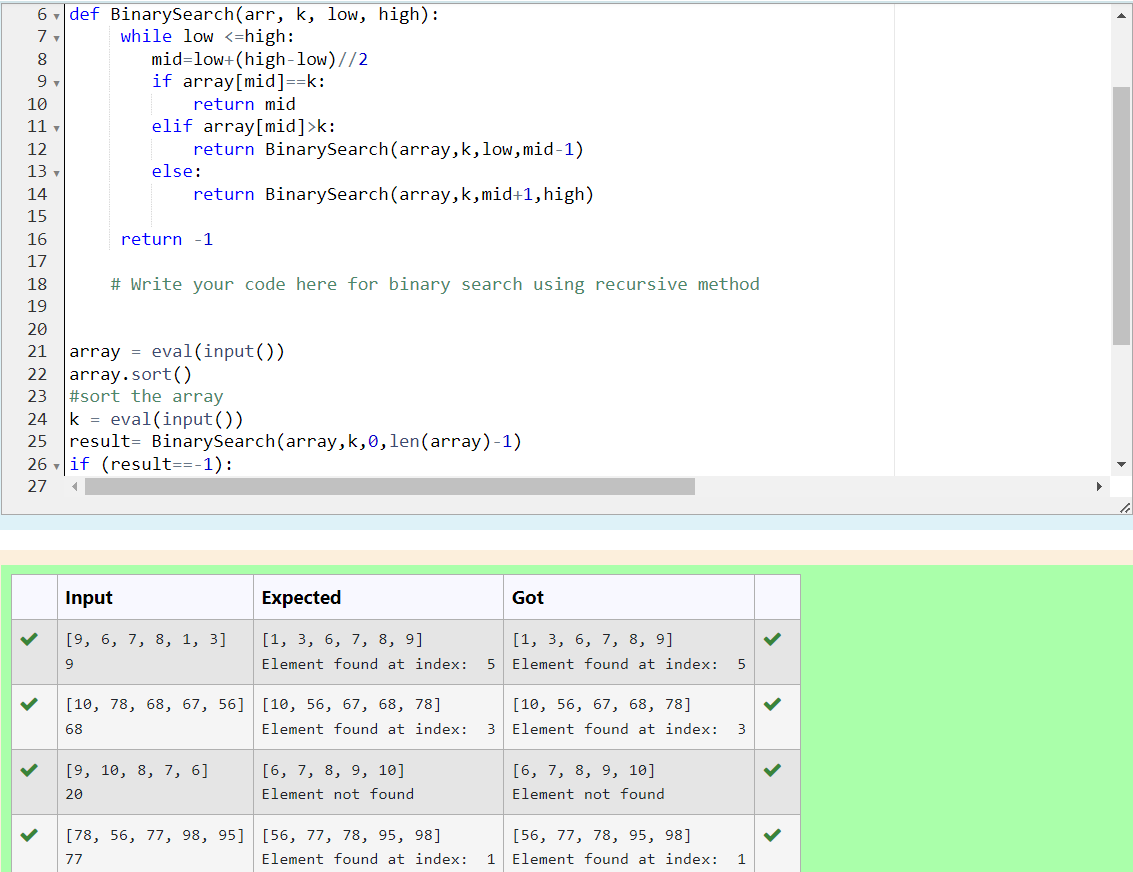 6 def BinarySearch(arr, k, low, high):
7 while low <=high:
8 mid=low+(high-low)//2
9 if array[mid]==k:
10 return mid
11 elif array[mid]>k:
12 return BinarySearch(array,k,low,mid-1)
13 else:
14 return BinarySearch(array,k,mid+1,high)
15
16 return -1
17
18 # Write your code here for binary search using recursive method
19
20
21 array = eval(input())
22 array.sort()
23 #sort the array
24 k = eval(input())
25 result= BinarySearch(array,k,0,len(array)-1)
26 if (result==-1):
27
Input Expected Got
[9, 6, 7, 8, 1, 3] [1, 3, 6, 7, 8, 9] [1, 3, 6, 7, 8, 9]
9 Element found at index:  5 Element found at index:  5
[10, 78, 68, 67, 56] [10, 56, 67, 68, 78] [10, 56, 67, 68, 78]
68 Element found at index:  3 Element found at index:  3
[9, 10, 8, 7, 6] [6, 7, 8, 9, 10] [6, 7, 8, 9, 10]
20 Element not found Element not found
[78, 56, 77, 98, 95] [56, 77, 78, 95, 98] [56, 77, 78, 95, 98]
77 Element found at index:  1 Element found at index:  1